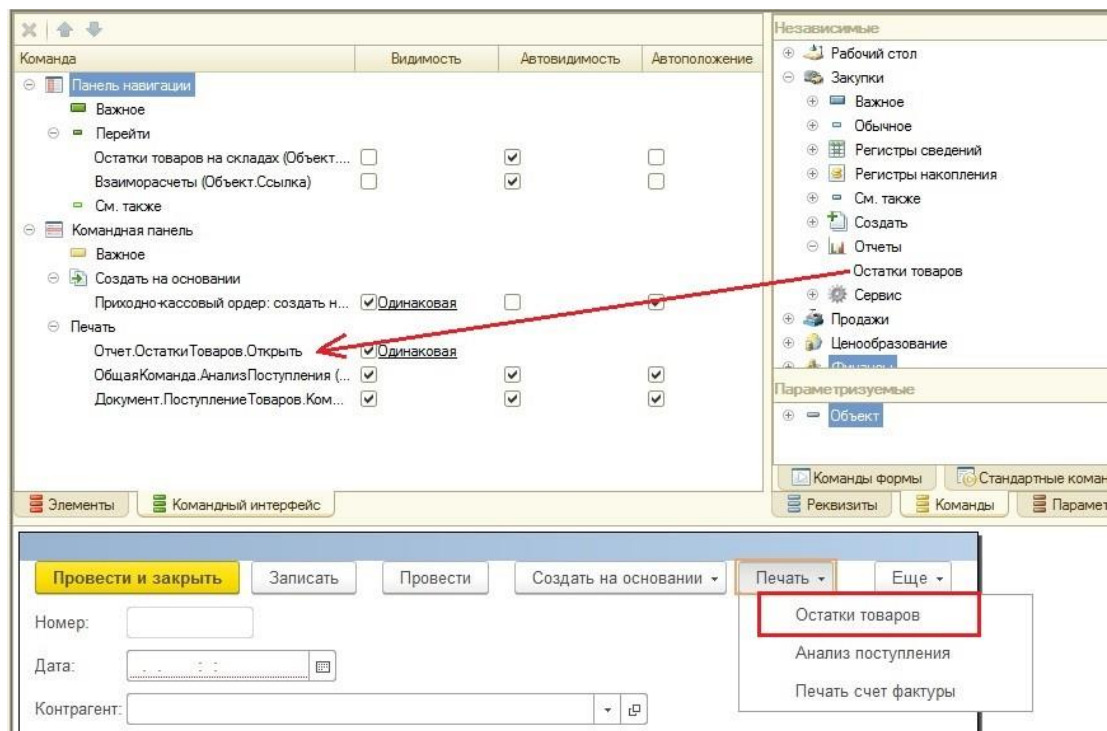 Команда Видимость Автовидимость Автоположение
Панель навигации
Важное
Перейти
Остатки товаров на складах (Объект....
Взаиморасчеты (Объект.Ссылка)
См. также
Командная панель
Важное
Создать на основании
Приходно-кассовый ордер: создать н... Одинаковая
Печать
Отчет.ОстаткиТоваров.Открыть Одинаковая
ОбщаяКоманда.АнализПоступления (...
Документ.ПоступлениеТоваров.Ком...
Элементы Командный интерфейс
Независимые
Рабочий стол
Закупки
Важное
Обычное
Регистры сведений
Регистры накопления
См. также
Создать
Отчеты
Остатки товаров
Сервис
Продажи
Ценообразование
Финансы
Параметризуемые
Объект
Команды формы Стандартные коман
Реквизиты Команды Парамет
Провести и закрыть Записать Провести Создать на основании Печать Еще
Номер:
Дата:
Контрагент:
Остатки товаров
Анализ поступления
Печать счет фактуры